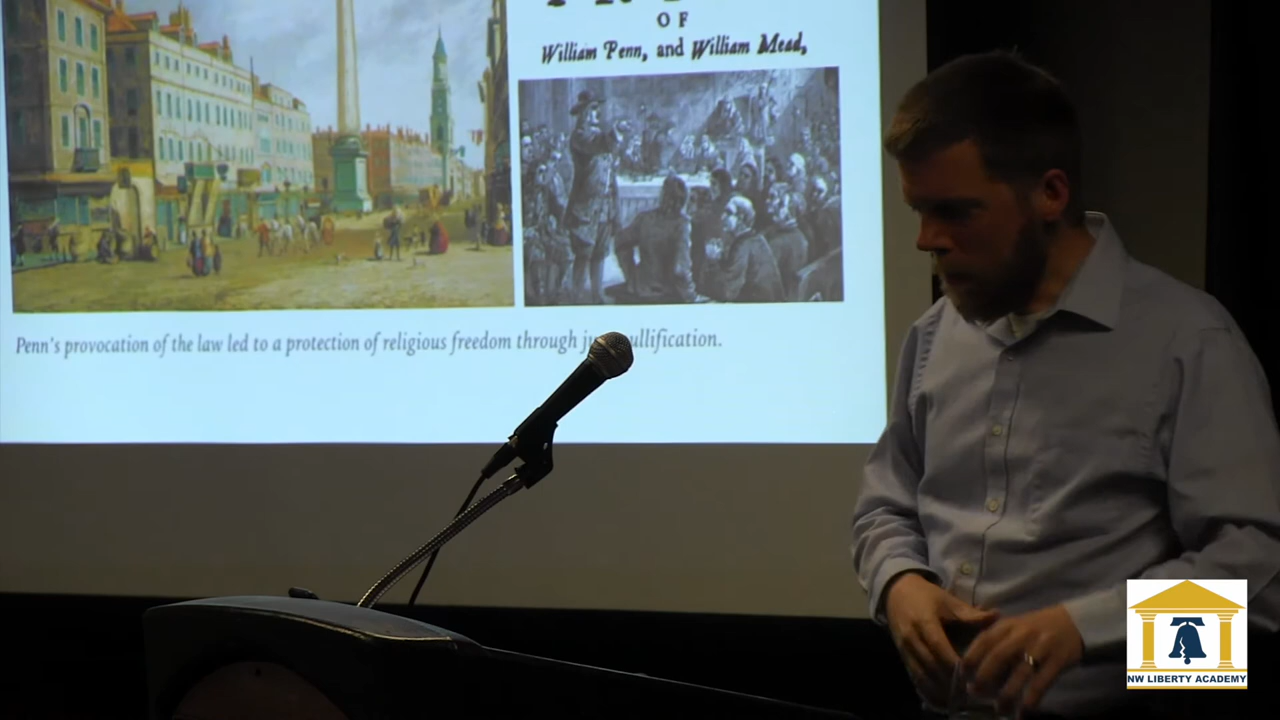 OF
William Penn, and William Mead,
Penn's provocation of the law led to a protection of religious freedom through nullification.
NW LIBERTY ACADEMY